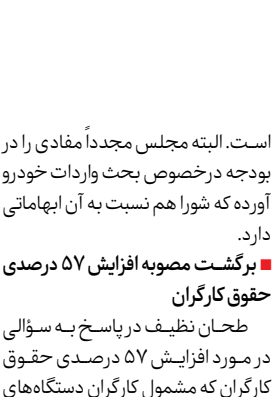 است. البته مجلس مجدداً مفادی را در
بودجه درخصوص بحث واردات خودرو
آورده که شورا هم نسبت به آن ابهاماتی
دارد.
■ برگشت مصوبه افزایش ۵۷ درصدی
حقوق کارگران
طحان نظیف در پاسخ به سؤالی
در مورد افزایش ۵۷ درصدی حقوق
کارگران که مشمول کارگران دستگاه‌های